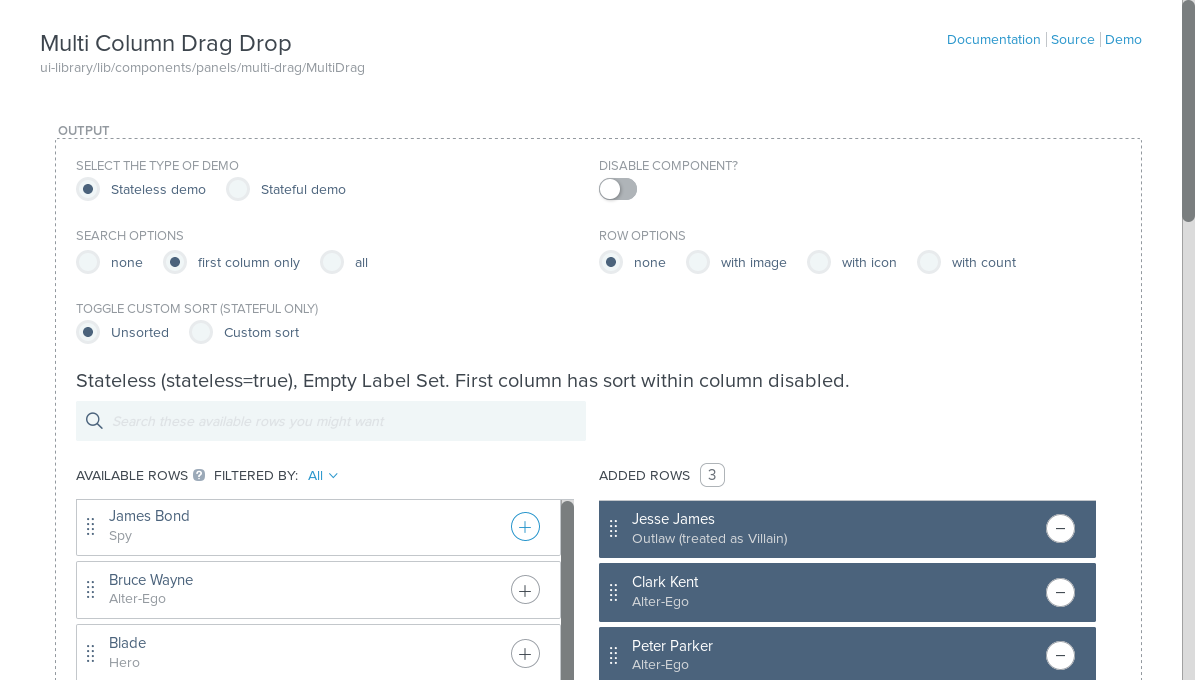 Multi Column Drag Drop
Documentation Source Demo
ui-library/lib/components/panels/multi-drag/MultiDrag
OUTPUT
SELECT THE TYPE OF DEMO
Stateless demo Stateful demo
DISABLE COMPONENT?
SEARCH OPTIONS
none first column only all
ROW OPTIONS
none with image with icon with count
TOGGLE CUSTOM SORT (STATEFUL ONLY)
Unsorted Custom sort
Stateless (stateless=true), Empty Label Set. First column has sort within column disabled.
Search these available rows you might want
AVAILABLE ROWS ? FILTERED BY: All
James Bond
Spy
Bruce Wayne
Alter-Ego
Blade
Hero
ADDED ROWS 3
Jesse James
Outlaw (treated as Villain)
Clark Kent
Alter-Ego
Peter Parker
Alter-Ego